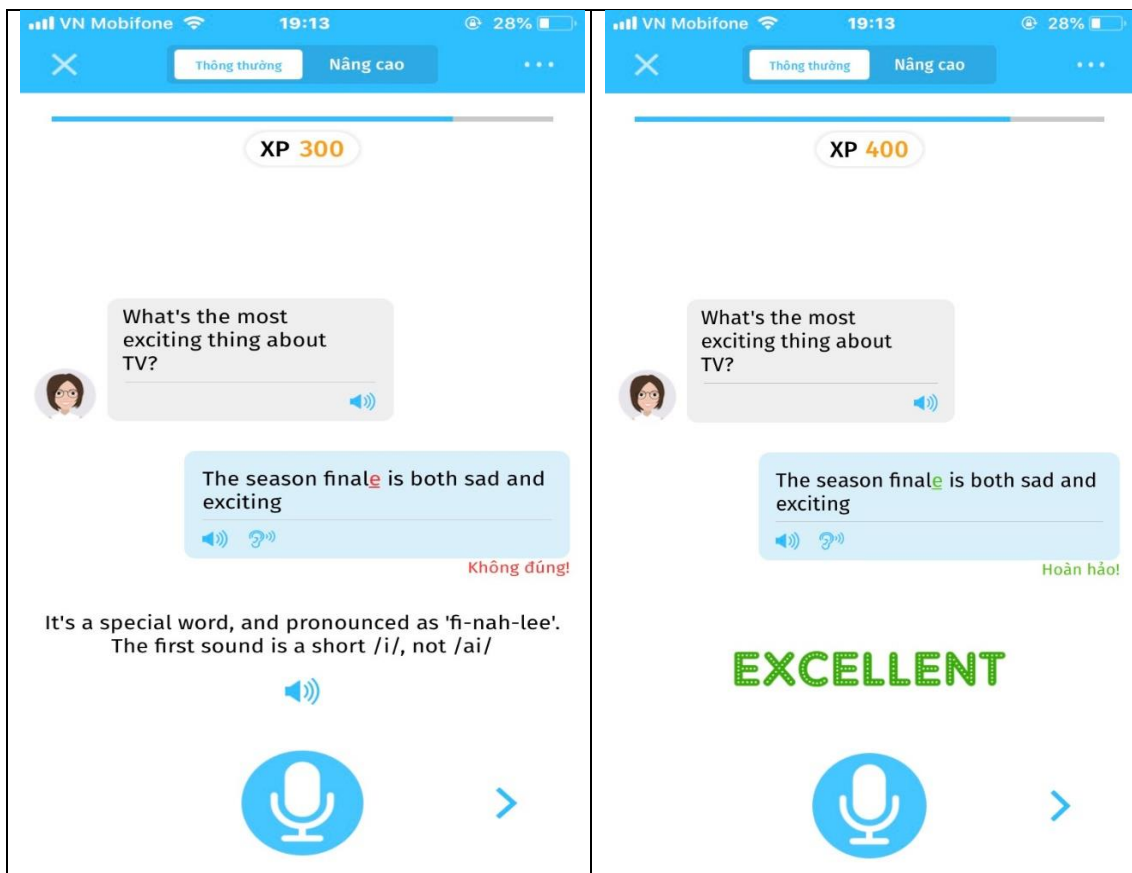 VN Mobifone 19:13 28%
Thông thường Nâng cao
XP 300
What's the most
exciting thing about
TV?
The season finale is both sad and
exciting
Không đúng!
It's a special word, and pronounced as 'fi-nah-lee'.
The first sound is a short /i/, not /ai/
VN Mobifone 19:13 28%
Thông thường Nâng cao
XP 400
What's the most
exciting thing about
TV?
The season finale is both sad and
exciting
Hoàn hảo!
EXCELLENT